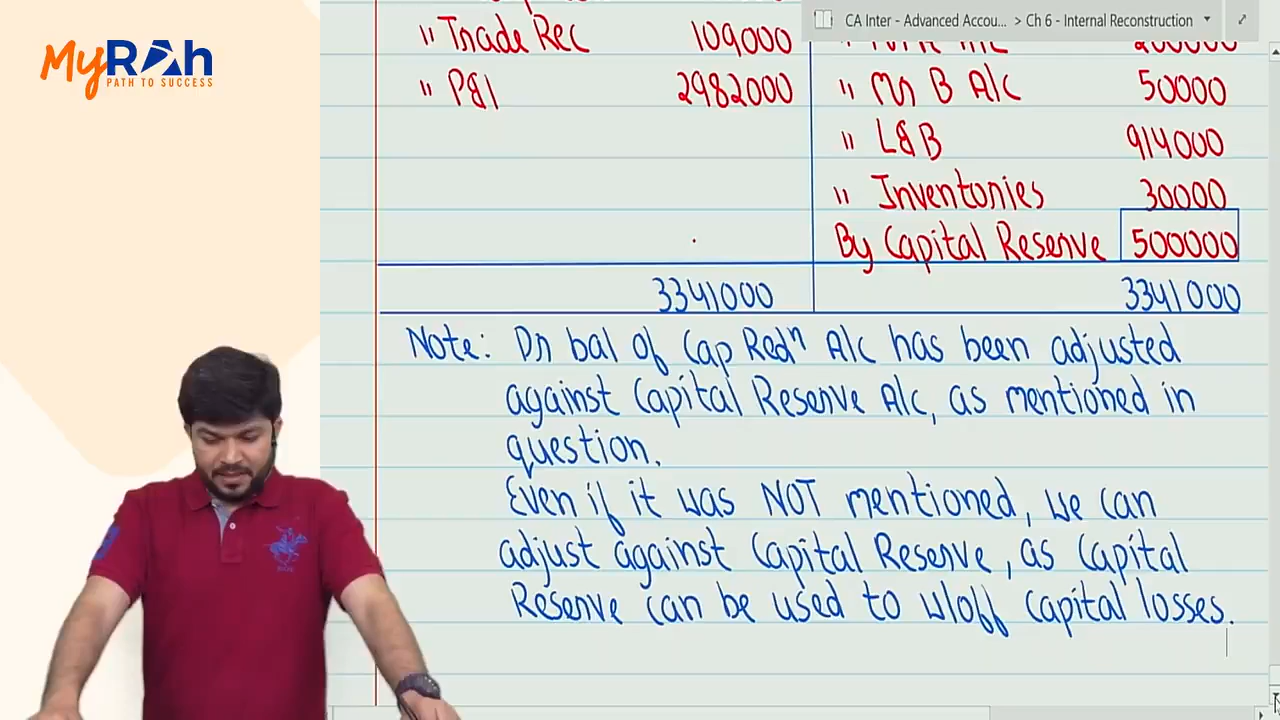 MyRAh
PATH TO SUCCESS
CA Inter - Advanced Accou... > Ch 6 - Internal Reconstruction
" Trade Rec 109000
" P&l 2982000
" Mr B A/c 50000
" L&B 914000
" Inventories 30000
By Capital Reserve 500000
3341000 3341000
Note: Dr bal of Cap Redⁿ A/c has been adjusted
against Capital Reserve A/c, as mentioned in
question.
Even if it was NOT mentioned, we can
adjust against Capital Reserve, as Capital
Reserve can be used to w/off capital losses.